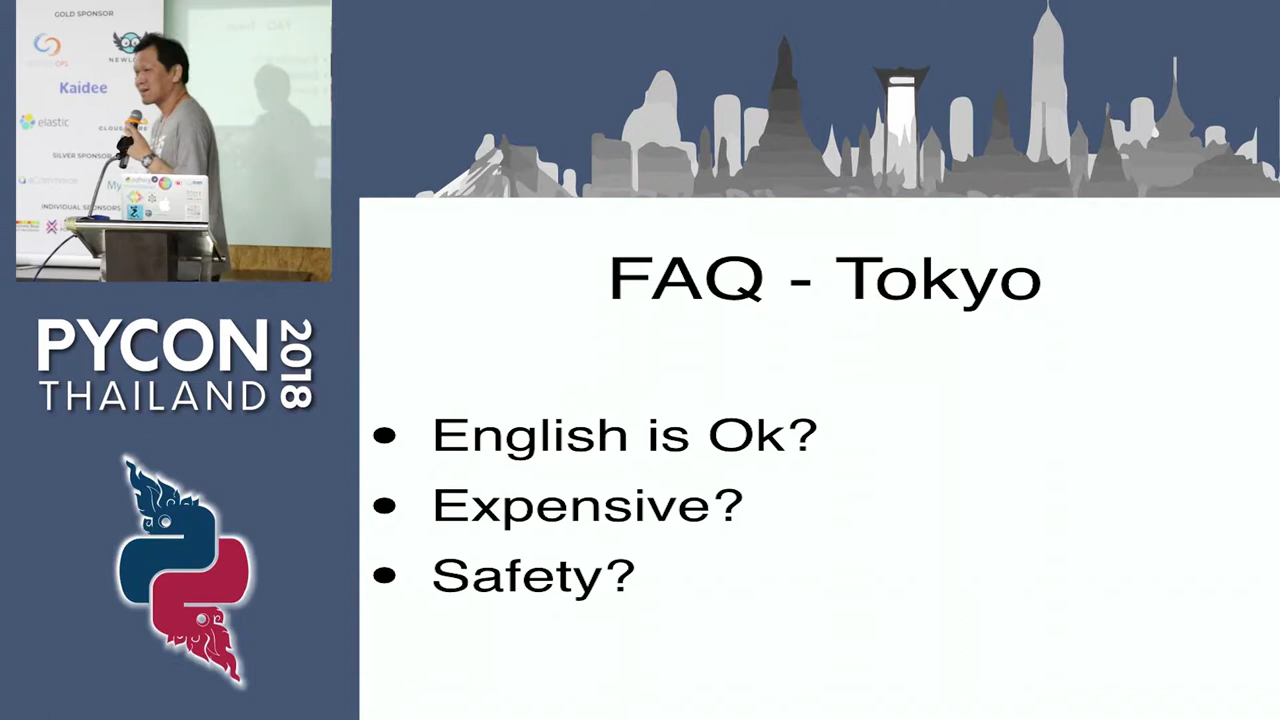 GOLD SPONSOR
Kaidee
elastic
SILVER SPONSOR
INDIVIDUAL SPONSORS
PYCON
THAILAND
2018
FAQ - Tokyo
• English is Ok?
• Expensive?
• Safety?